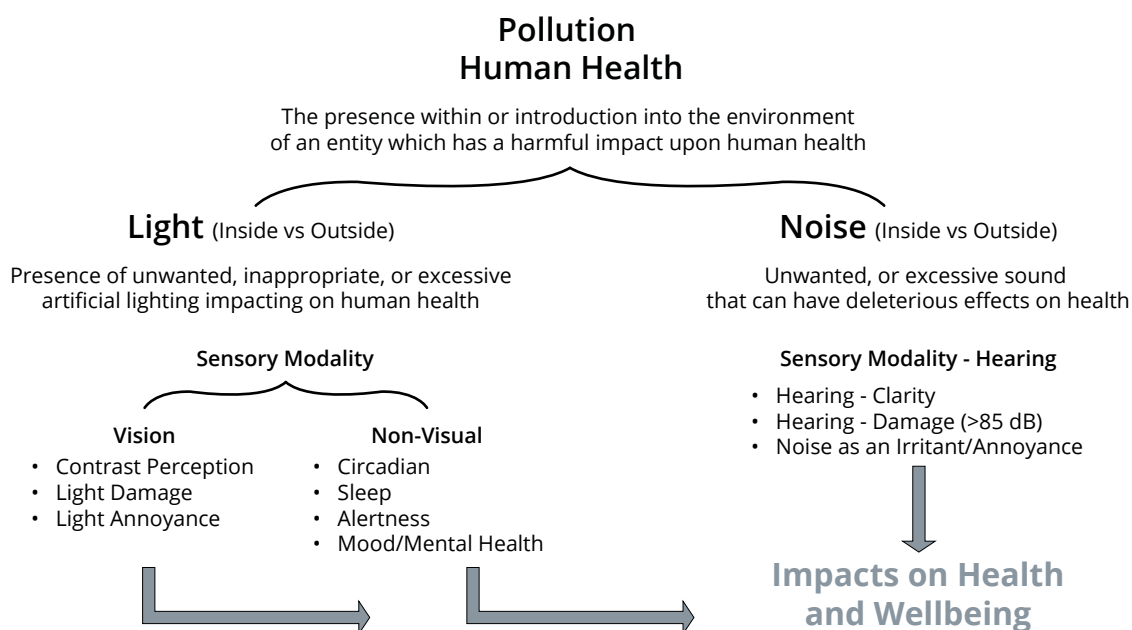 Pollution
Human Health
The presence within or introduction into the environment
of an entity which has a harmful impact upon human health
Light (Inside vs Outside)
Presence of unwanted, inappropriate, or excessive
artificial lighting impacting on human health
Sensory Modality
Vision
• Contrast Perception
• Light Damage
• Light Annoyance
Non-Visual
• Circadian
• Sleep
• Alertness
• Mood/Mental Health
Noise (Inside vs Outside)
Unwanted, or excessive sound
that can have deleterious effects on health
Sensory Modality - Hearing
• Hearing - Clarity
• Hearing - Damage (>85 dB)
• Noise as an Irritant/Annoyance
Impacts on Health
and Wellbeing